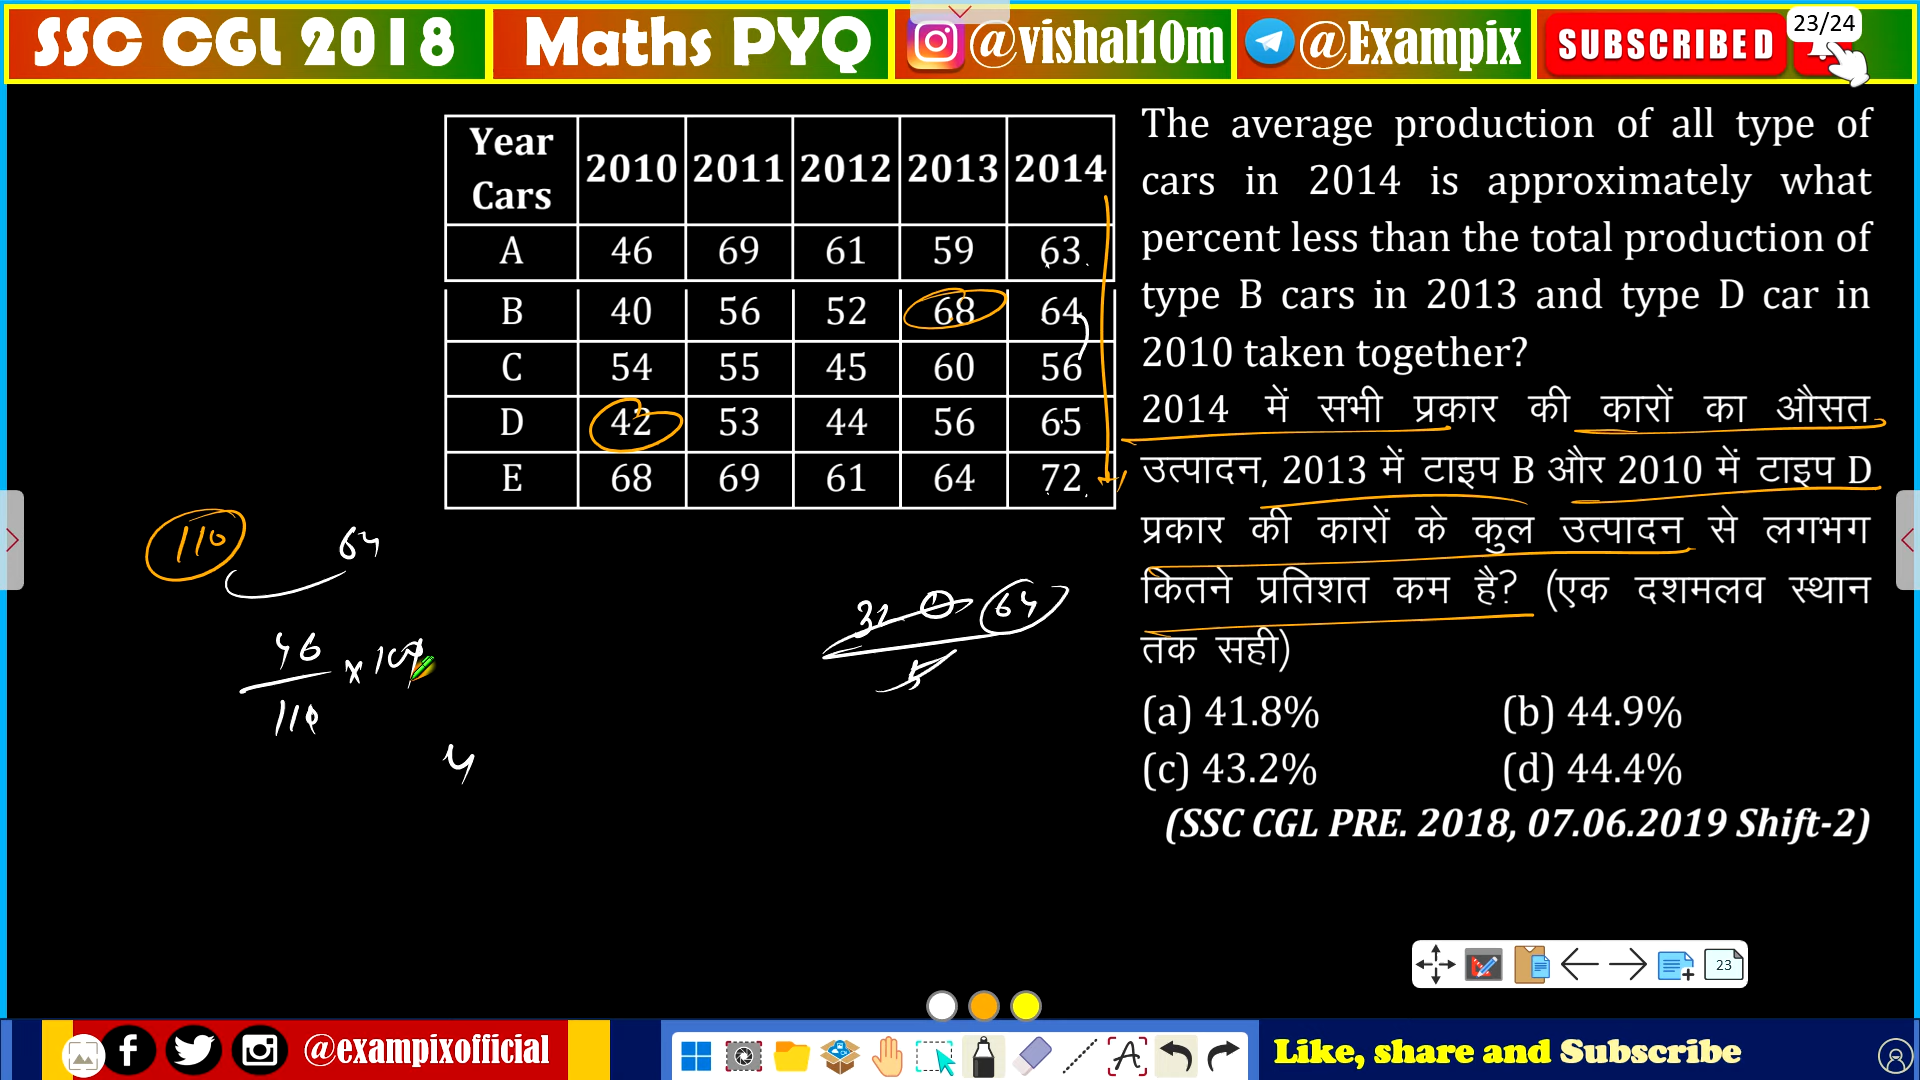 SSC CGL 2018 Maths PYQ @vishal10m @Exampix SUBSCRIBED 23/24
Year Cars 2010 2011 2012 2013 2014
A 46 69 61 59 63
B 40 56 52 68 64
C 54 55 45 60 56
D 42 53 44 56 65
E 68 69 61 64 72
The average production of all type of
cars in 2014 is approximately what
percent less than the total production of
type B cars in 2013 and type D car in
2010 taken together?
2014 में सभी प्रकार की कारों का औसत
उत्पादन, 2013 में टाइप B और 2010 में टाइप D
प्रकार की कारों के कुल उत्पादन से लगभग
कितने प्रतिशत कम है? (एक दशमलव स्थान
तक सही)
(a) 41.8% (b) 44.9%
(c) 43.2% (d) 44.4%
(SSC CGL PRE. 2018, 07.06.2019 Shift-2)
110 64
46
110
× 100
4
320 64
5
23
@exampixofficial
Like, share and Subscribe